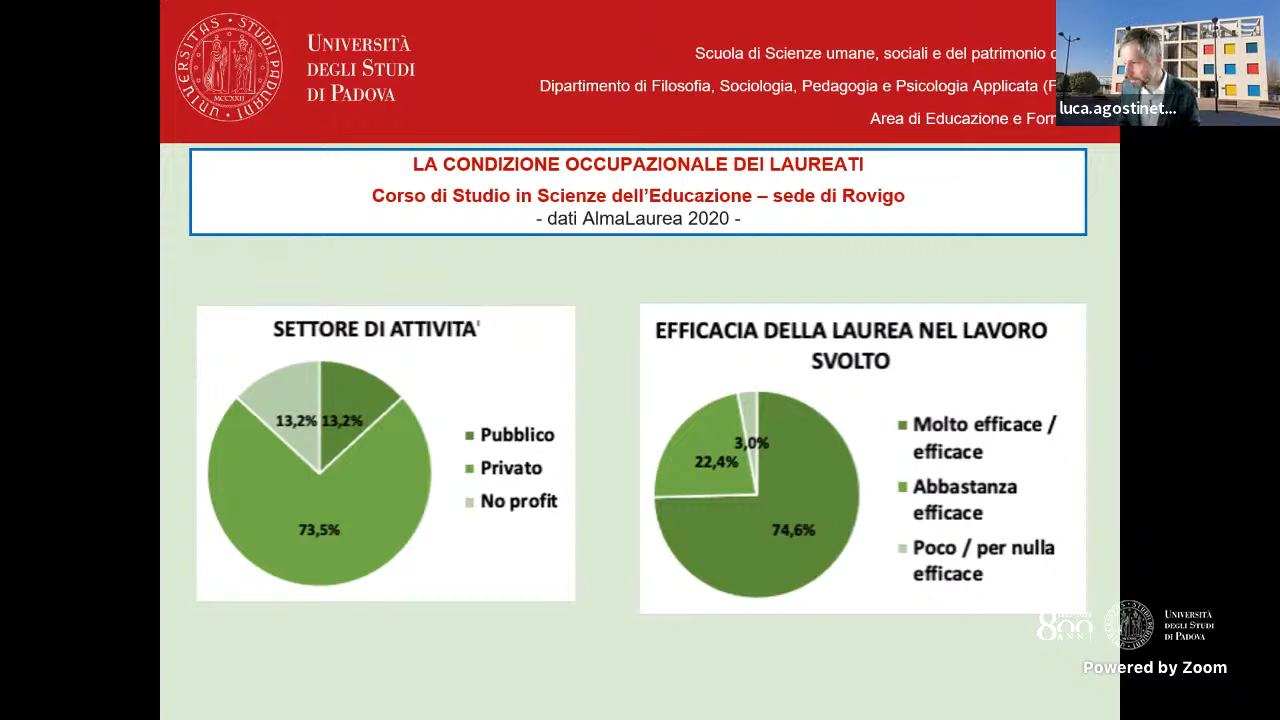 UNIVERSITÀ
DEGLI STUDI
DI PADOVA
Scuola di Scienze umane, sociali e del patrimonio
Dipartimento di Filosofia, Sociologia, Pedagogia e Psicologia Applicata
Area di Educazione e
luca.agostinet...
LA CONDIZIONE OCCUPAZIONALE DEI LAUREATI
Corso di Studio in Scienze dell'Educazione – sede di Rovigo
- dati AlmaLaurea 2020 -
SETTORE DI ATTIVITA'
13,2% 13,2%
73,5%
Pubblico
Privato
No profit
EFFICACIA DELLA LAUREA NEL LAVORO
SVOLTO
3,0%
22,4%
74,6%
Molto efficace /
efficace
Abbastanza
efficace
Poco / per nulla
efficace
800
ANNI
UNIVERSITÀ
DEGLI STUDI
DI PADOVA
Powered by Zoom